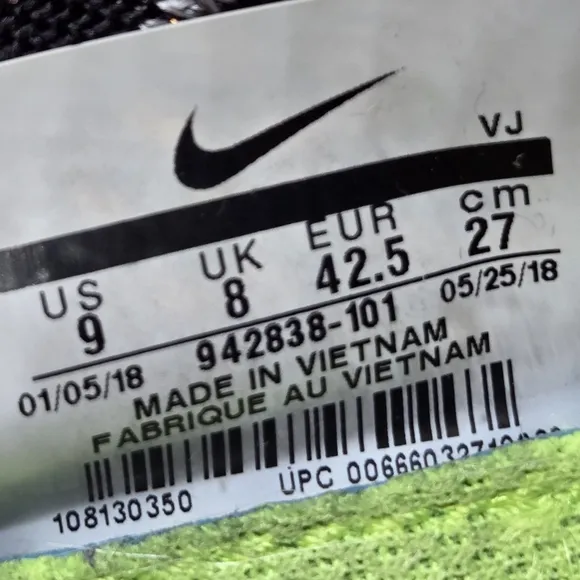 VJ
US UK EUR cm
9 8 42.5 27
01/05/18 942838-101 05/25/18
MADE IN VIETNAM
FABRIQUE AU VIETNAM
108130350 UPC